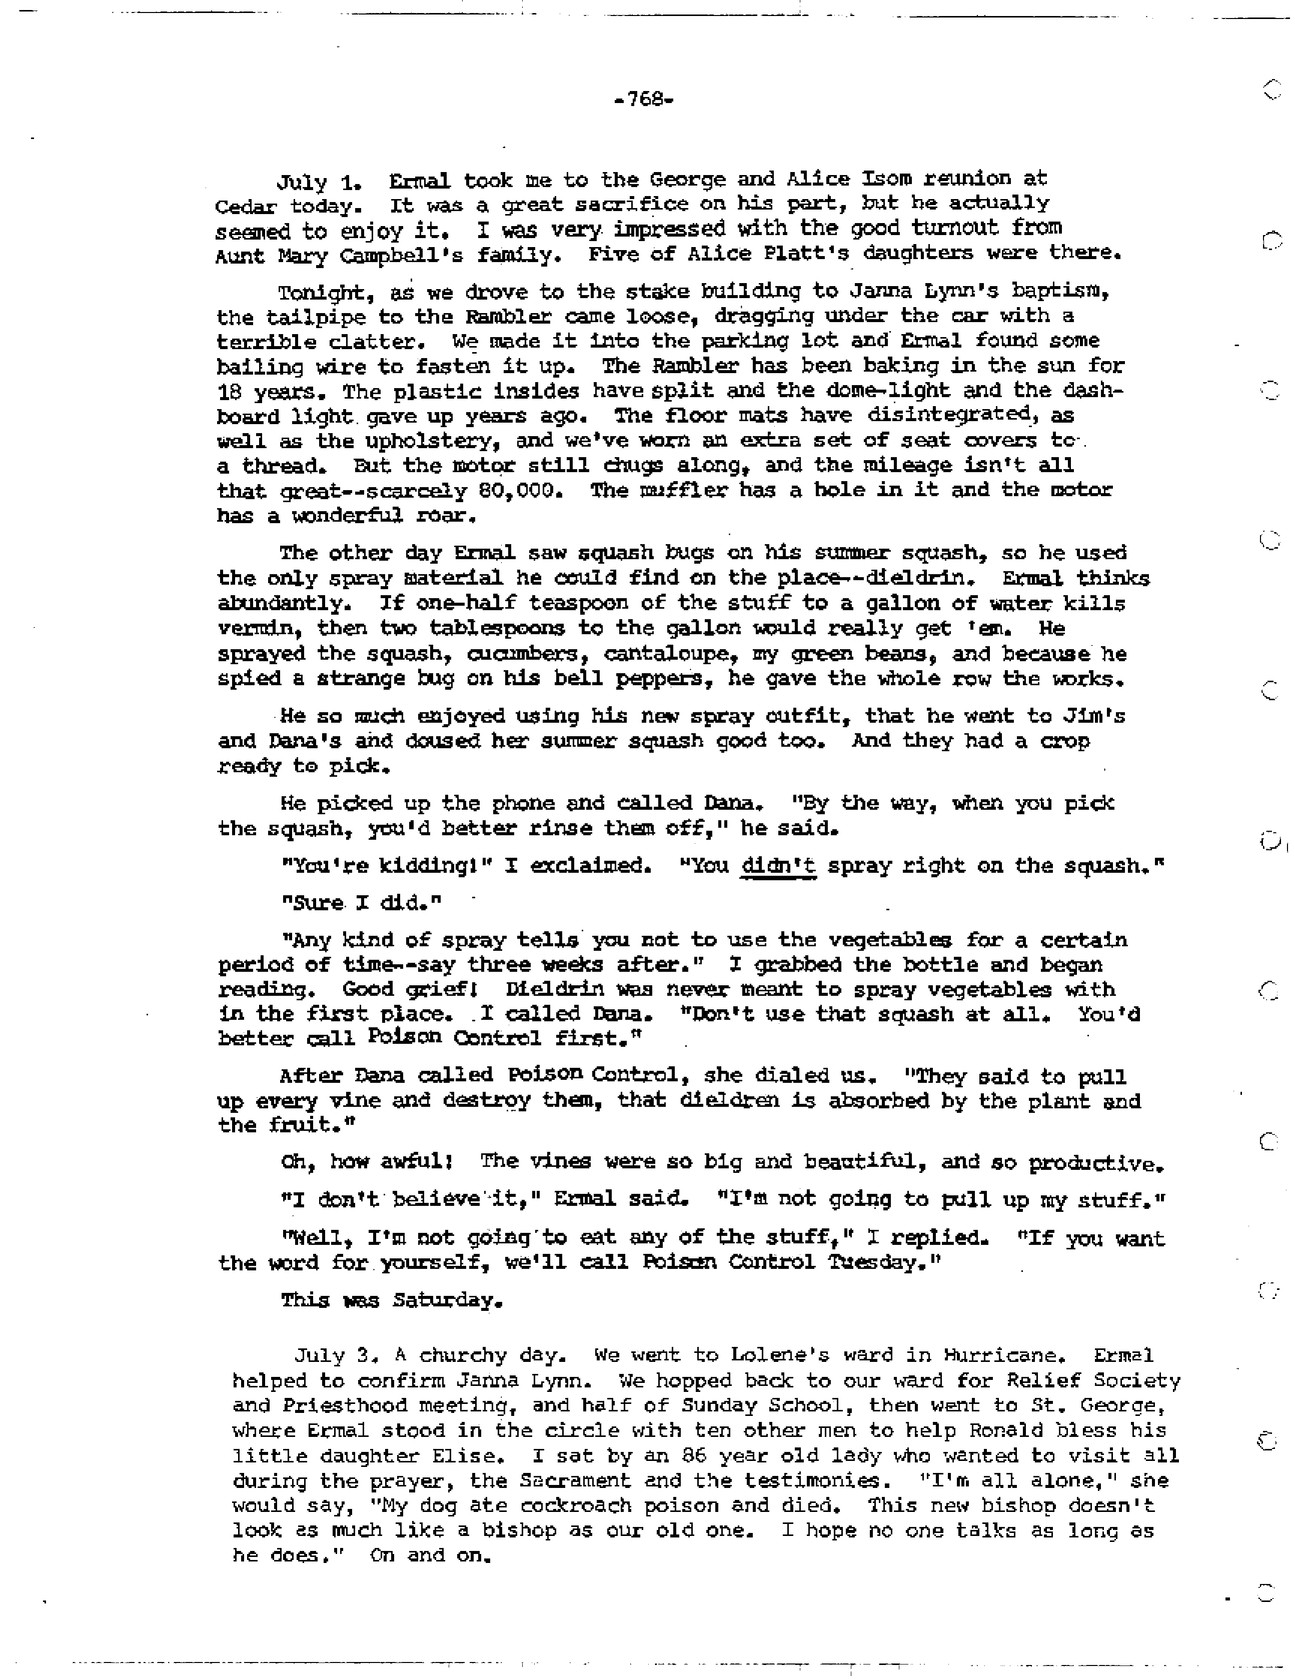 -768-
July 1. Ermal took me to the George and Alice Isom reunion at
Cedar today. It was a great sacrifice on his part, but he actually
seemed to enjoy it. I was very impressed with the good turnout from
Aunt Mary Campbell's family. Five of Alice Platt's daughters were there.
Tonight, as we drove to the stake building to Janna Lynn's baptism,
the tailpipe to the Rambler came loose, dragging under the car with a
terrible clatter. We made it into the parking lot and Ermal found some
bailing wire to fasten it up. The Rambler has been baking in the sun for
18 years. The plastic insides have split and the dome-light and the dash-
board light gave up years ago. The floor mats have disintegrated, as
well as the upholstery, and we've worn an extra set of seat covers to
a thread. But the motor still chugs along, and the mileage isn't all
that great--scarcely 80,000. The muffler has a hole in it and the motor
has a wonderful roar.
The other day Ermal saw squash bugs on his summer squash, so he used
the only spray material he could find on the place--dieldrin. Ermal thinks
abundantly. If one-half teaspoon of the stuff to a gallon of water kills
vermin, then two tablespoons to the gallon would really get 'em. He
sprayed the squash, cucumbers, cantaloupe, my green beans, and because he
spied a strange bug on his bell peppers, he gave the whole row the works.
He so much enjoyed using his new spray outfit, that he went to Jim's
and Dana's and doused her summer squash good too. And they had a crop
ready to pick.
He picked up the phone and called Dana. "By the way, when you pick
the squash, you'd better rinse them off," he said.
"You're kidding!" I exclaimed. "You didn't spray right on the squash."
"Sure I did."
"Any kind of spray tells you not to use the vegetables for a certain
period of time--say three weeks after." I grabbed the bottle and began
reading. Good grief! Dieldrin was never meant to spray vegetables with
in the first place. I called Dana. "Don't use that squash at all. You'd
better call Poison Control first."
After Dana called Poison Control, she dialed us. "They said to pull
up every vine and destroy them, that dieldren is absorbed by the plant and
the fruit."
Oh, how awful! The vines were so big and beautiful, and so productive.
"I don't believe it," Ermal said. "I'm not going to pull up my stuff."
"Well, I'm not going to eat any of the stuff," I replied. "If you want
the word for yourself, we'll call Poison Control Tuesday."
This was Saturday.
July 3. A churchy day. We went to Lolene's ward in Hurricane. Ermal
helped to confirm Janna Lynn. We hopped back to our ward for Relief Society
and Priesthood meeting, and half of Sunday School, then went to St. George,
where Ermal stood in the circle with ten other men to help Ronald bless his
little daughter Elise. I sat by an 86 year old lady who wanted to visit all
during the prayer, the Sacrament and the testimonies. "I'm all alone," she
would say, "My dog ate cockroach poison and died. This new bishop doesn't
look as much like a bishop as our old one. I hope no one talks as long as
he does." On and on.